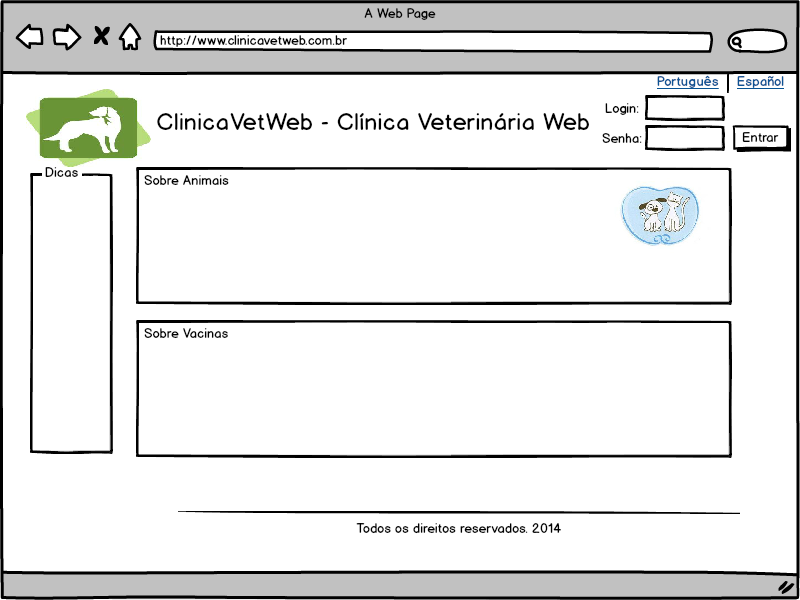 A Web Page
http://www.clinicavetweb.com.br
Português
Español
ClinicaVetWeb - Clínica Veterinária Web
Login:
Senha:
Entrar
Dicas
Sobre Animais
Sobre Vacinas
Todos os direitos reservados. 2014